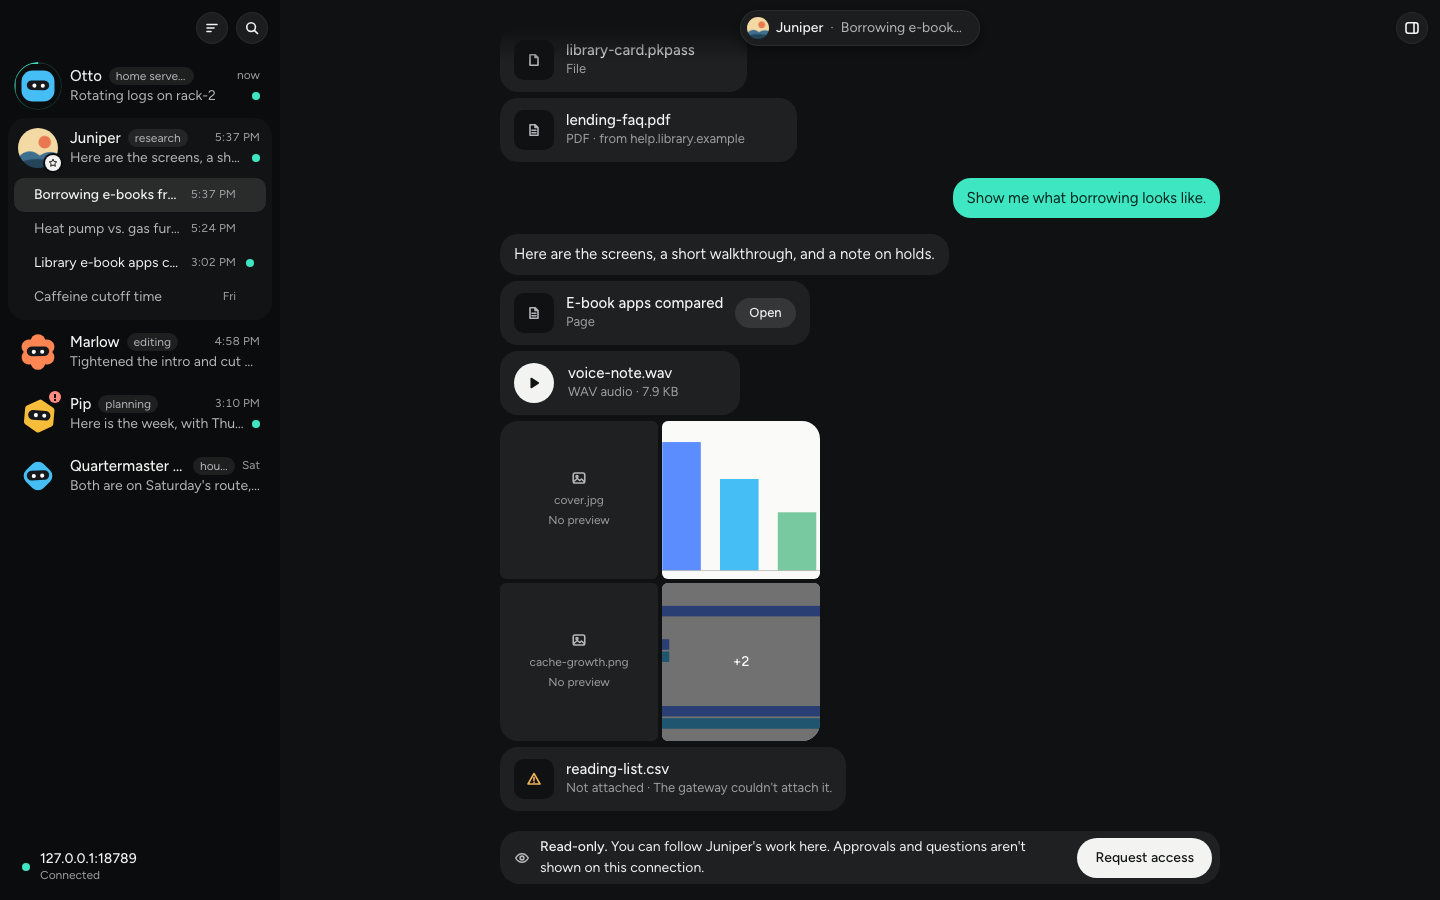 Otto
home serve...
now
Rotating logs on rack-2
Juniper
research
5:37 PM
Here are the screens, a sh...
Borrowing e-books fr...
5:37 PM
Heat pump vs. gas fur...
5:24 PM
Library e-book apps c...
3:02 PM
Caffeine cutoff time
Fri
Marlow
editing
4:58 PM
Tightened the intro and cut ...
Pip
planning
3:10 PM
Here is the week, with Thu...
Quartermaster ...
hou...
Sat
Both are on Saturday's route,...
127.0.0.1:18789
Connected
Juniper · Borrowing e-book...
library-card.pkpass
File
lending-faq.pdf
PDF · from help.library.example
Show me what borrowing looks like.
Here are the screens, a short walkthrough, and a note on holds.
E-book apps compared
Page
Open
voice-note.wav
WAV audio · 7.9 KB
cover.jpg
No preview
cache-growth.png
No preview
+2
reading-list.csv
Not attached · The gateway couldn't attach it.
Read-only. You can follow Juniper's work here. Approvals and questions aren't
shown on this connection.
Request access